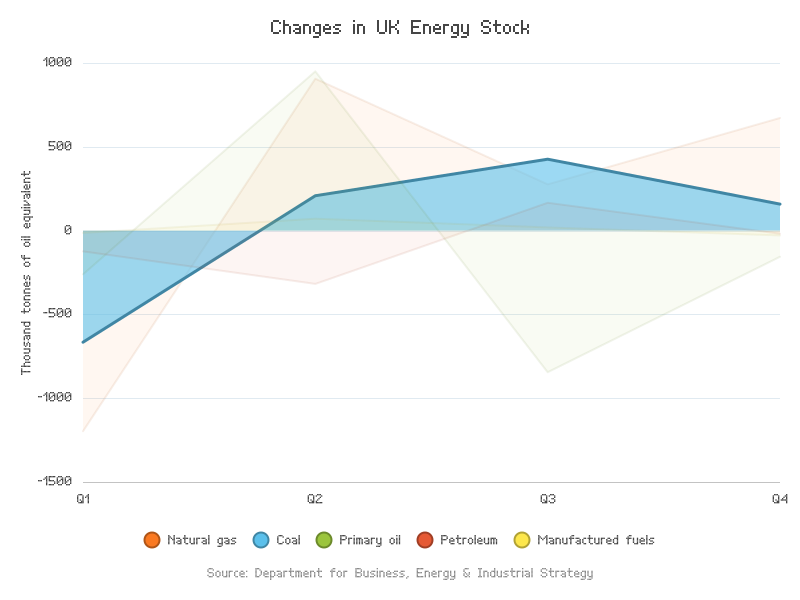 Changes in UK Energy Stock
Thousand tonnes of oil equivalent
1000
500
0
-500
-1000
-1500
Q1 Q2 Q3 Q4
Natural gas Coal Primary oil Petroleum Manufactured fuels
Source: Department for Business, Energy & Industrial Strategy